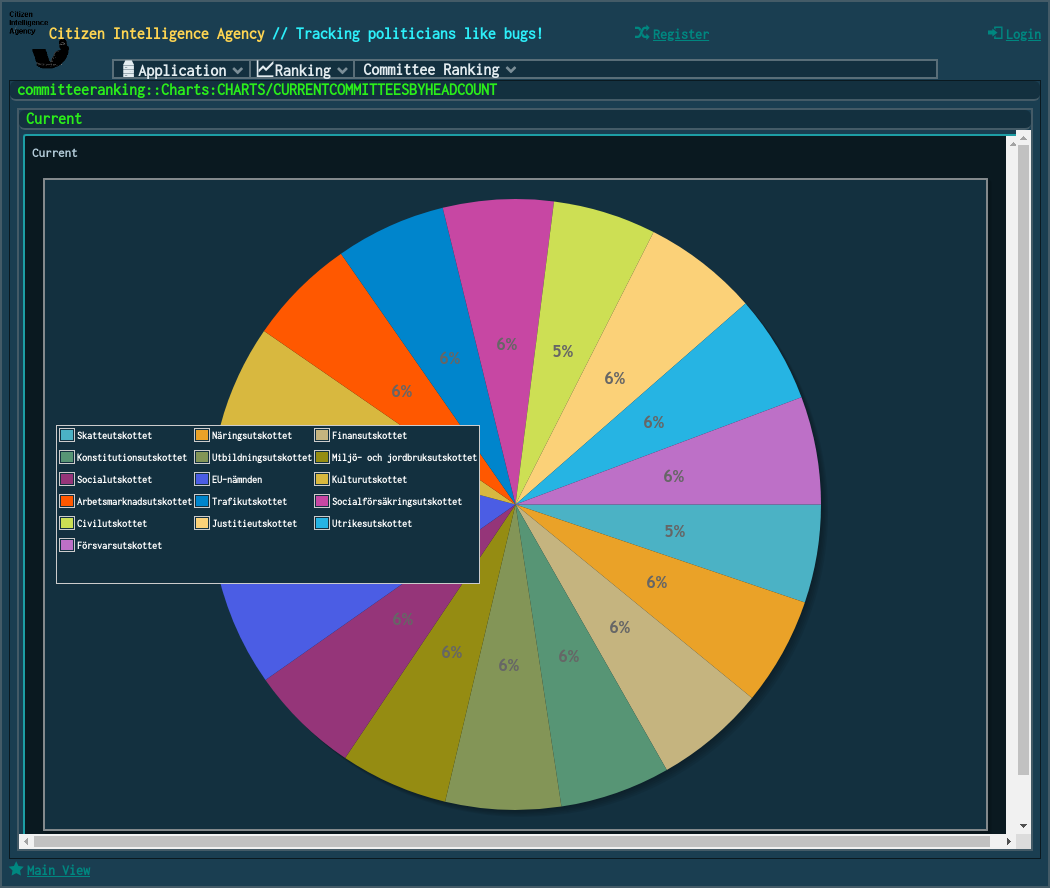 Citizen
Intelligence
Agency
Citizen Intelligence Agency // Tracking politicians like bugs!
Register
Login
Application
Ranking
Committee Ranking
committeeranking::Charts:CHARTS/CURRENTCOMMITTEESBYHEADCOUNT
Current
Current
6%
5%
6%
6%
6%
6%
6%
5%
6%
6%
6%
6%
6%
6%
Skatteutskottet
Näringsutskottet
Finansutskottet
Konstitutionsutskottet
Utbildningsutskottet
Miljö- och jordbruksutskottet
Socialutskottet
EU-nämnden
Kulturutskottet
Arbetsmarknadsutskottet
Trafikutskottet
Socialförsäkringsutskottet
Civilutskottet
Justitieutskottet
Utrikesutskottet
Försvarsutskottet
Main View